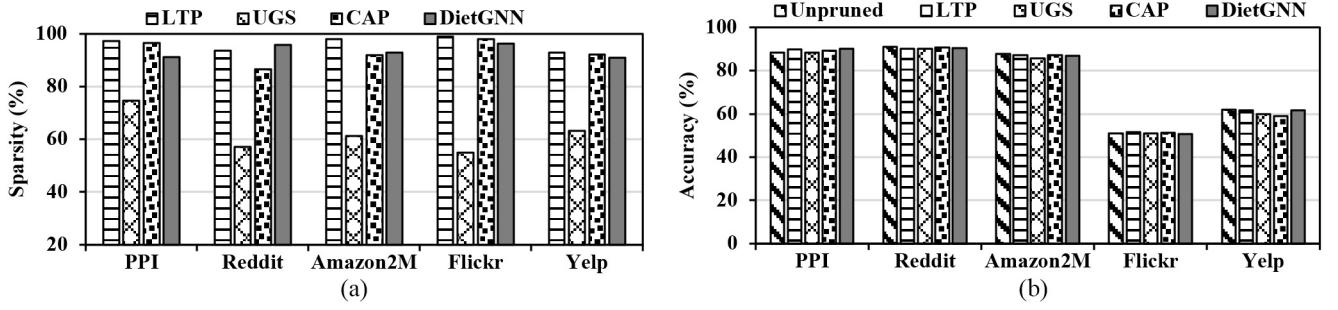 LTP UGS CAP DietGNN
Sparsity (%)
100
80
60
40
20
PPI Reddit Amazon2M Flickr Yelp
(a)
Unpruned LTP UGS CAP DietGNN
Accuracy (%)
100
80
60
40
20
0
PPI Reddit Amazon2M Flickr Yelp
(b)